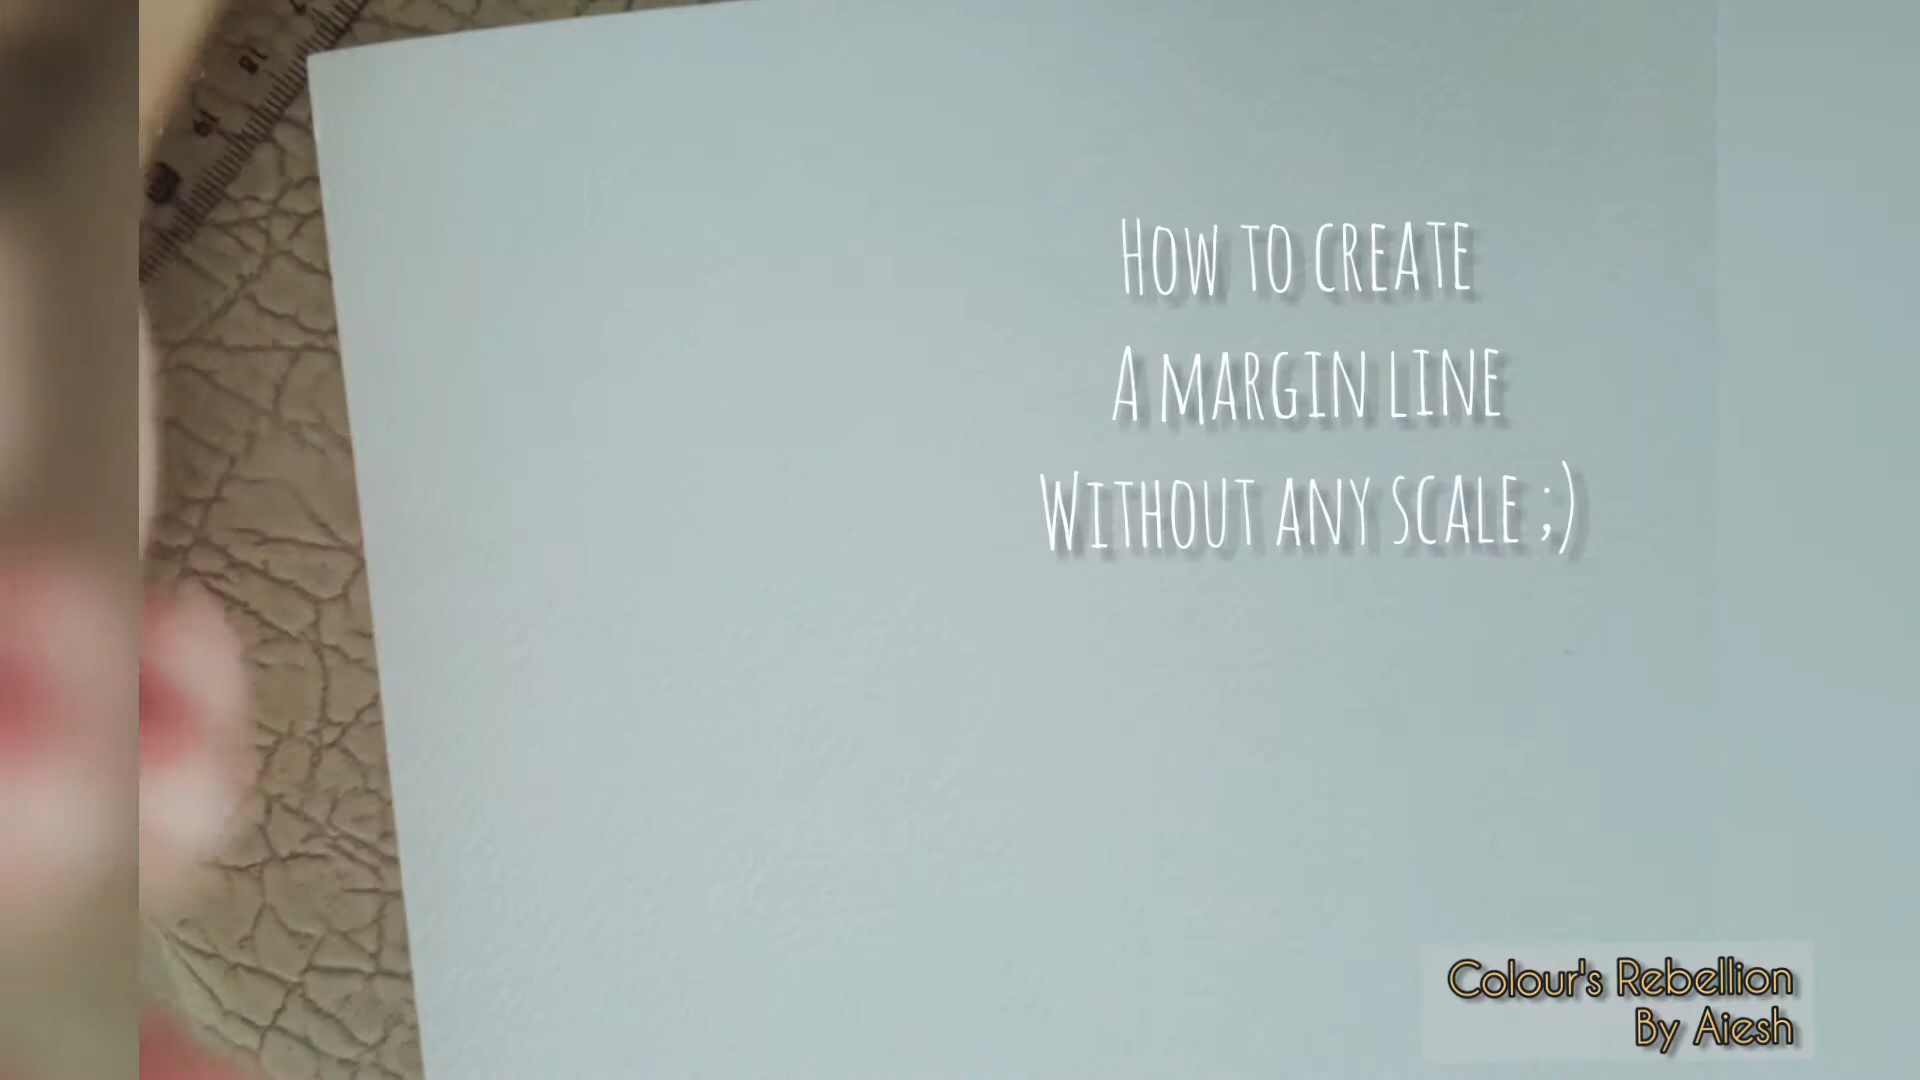 How to create
a margin line
without any scale ;)
Colour's Rebellion
By Aiesh